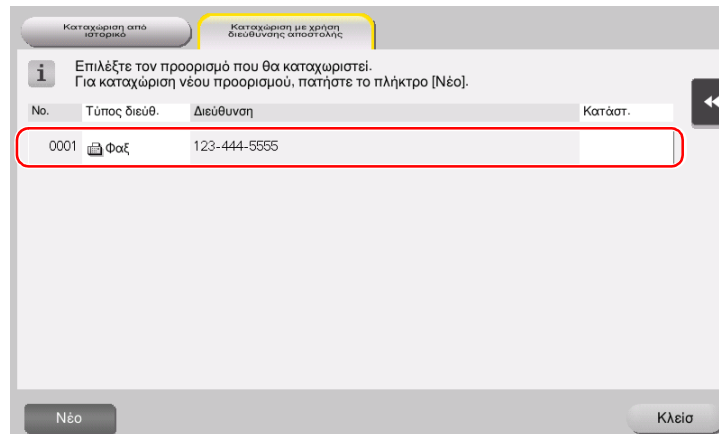 Καταχώριση από
ιστορικό
Καταχώριση με χρήση
διεύθυνσης αποστολής
Επιλέξτε τον προορισμό που θα καταχωριστεί.
Για καταχώριση νέου προορισμού, πατήστε το πλήκτρο [Νέο].
No. Τύπος διεύθ. Διεύθυνση Κατάστ.
0001 Φαξ 123-444-5555
Νέο Κλείσ